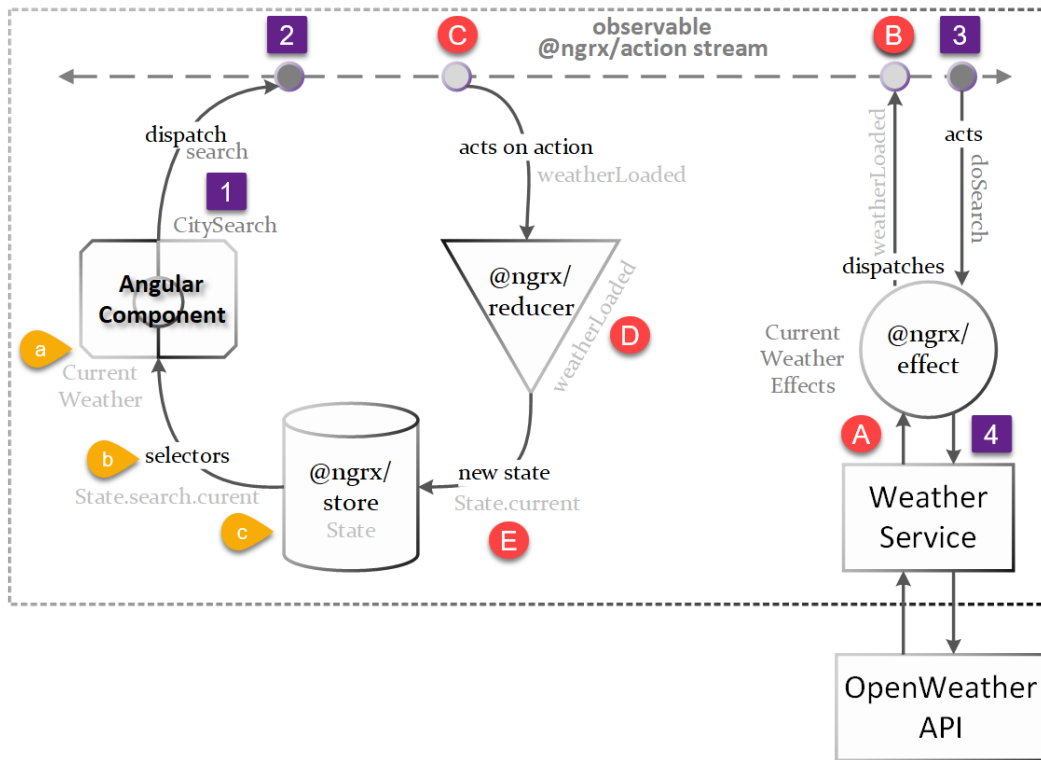 observable
@ngrx/action stream
2
C
B
3
dispatch
search
1
CitySearch
acts on action
weatherLoaded
weatherLoaded
acts
doSearch
dispatches
Angular
Component
@ngrx/
reducer
weatherLoaded
D
a
Current
Weather
Current
Weather
Effects
@ngrx/
effect
A
4
b
selectors
State.search.curent
@ngrx/
store
State
c
new state
State.current
E
Weather
Service
OpenWeather
API